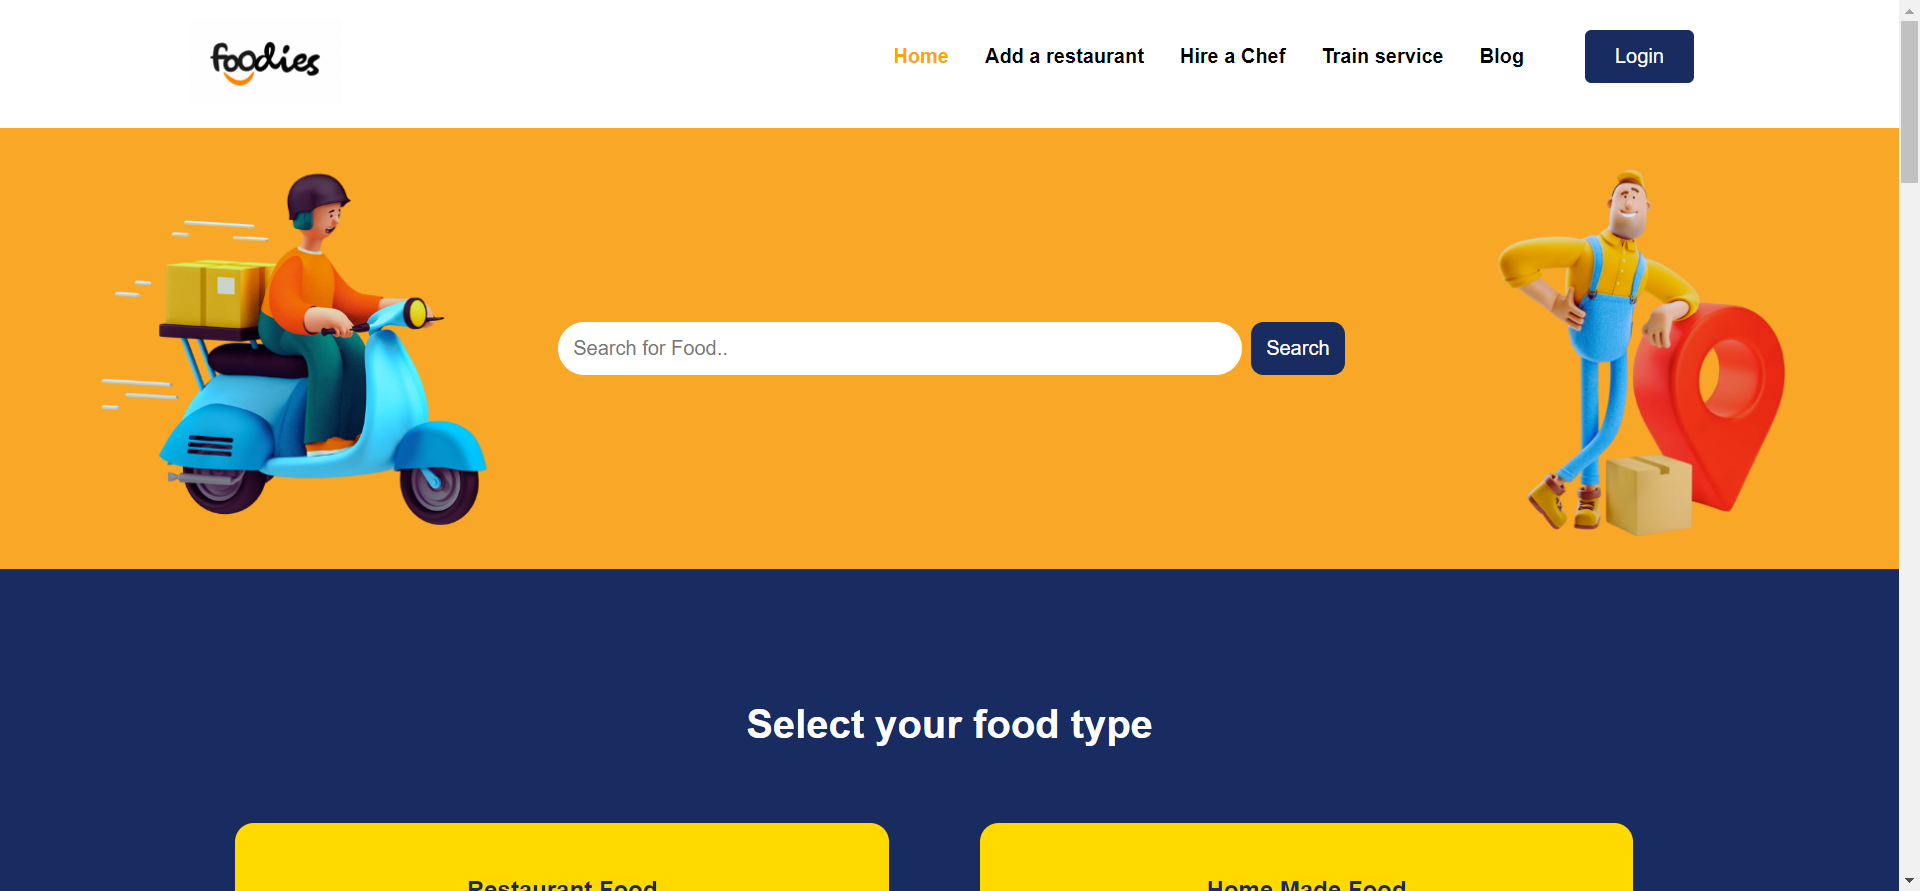 foodies
Home Add a restaurant Hire a Chef Train service Blog Login
Search for Food.. Search
Select your food type
Restaurant Food Home Made Food